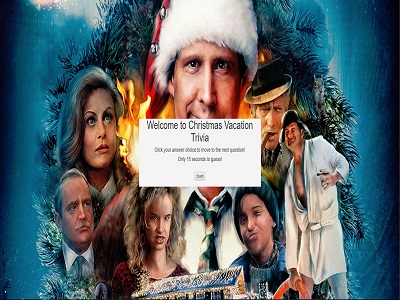 Welcome to Christmas Vacation
Trivia
Click your answer choice to move to the next question!
Only 15 seconds to guess!
Start